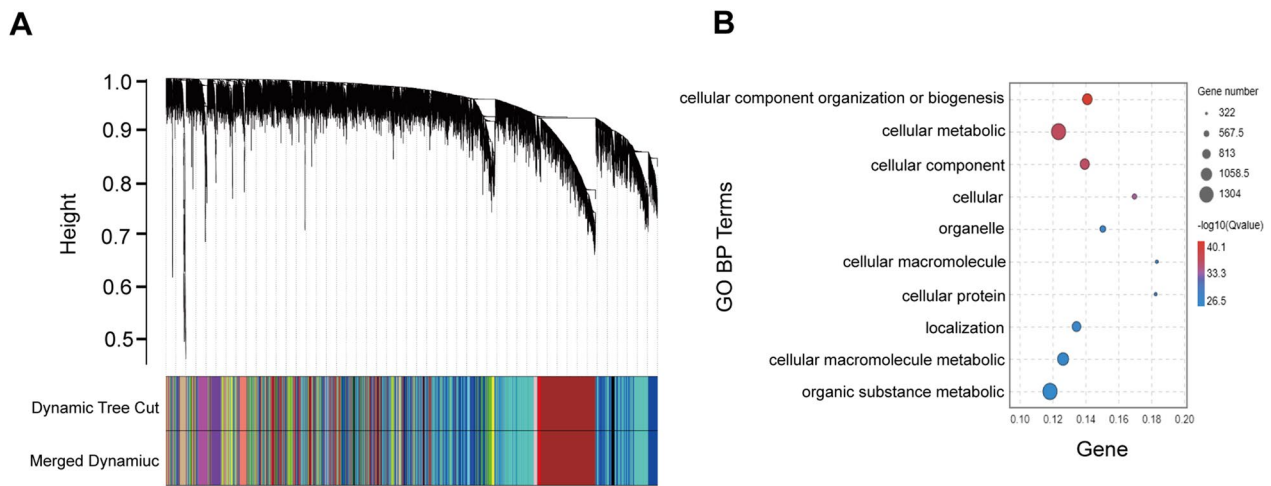 A
B
1.0
0.9
0.8
0.7
0.6
0.5
Height
Dynamic Tree Cut
Merged Dynamiuc
GO BP Terms
cellular component organization or biogenesis
cellular metabolic
cellular component
cellular
organelle
cellular macromolecule
cellular protein
localization
cellular macromolecule metabolic
organic substance metabolic
0.10 0.12 0.14 0.16 0.18 0.20
Gene
Gene number
322
567.5
813
1058.5
1304
-log10(Qvalue)
40.1
33.3
26.5